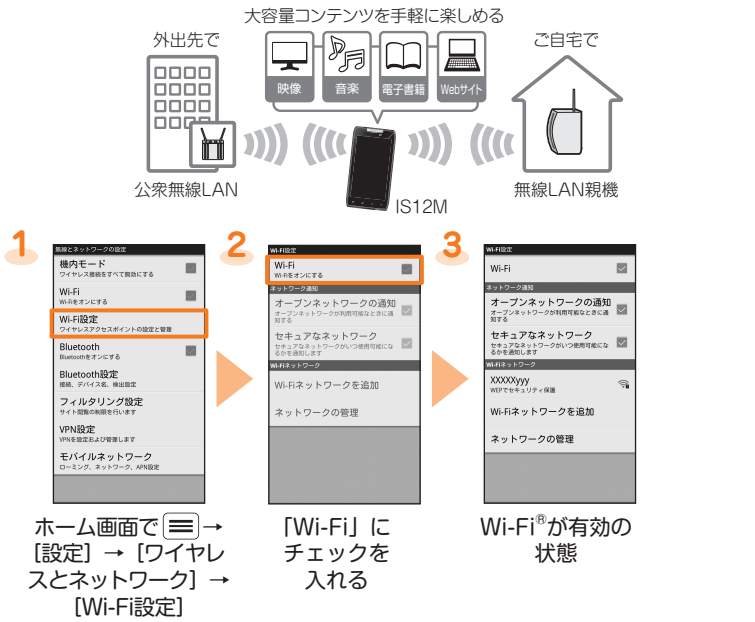 大容量コンテンツを手軽に楽しめる
外出先で
ご自宅で
映像
音楽
電子書籍
Webサイト
公衆無線LAN
IS12M
無線LAN親機
1
無線とネットワークの設定
機内モード
ワイヤレス接続をすべて無効にする
Wi-Fi
Wi-Fiをオンにする
Wi-Fi設定
ワイヤレスアクセスポイントの設定と管理
Bluetooth
Bluetoothをオンにする
Bluetooth設定
接続、デバイス名、検出設定
フィルタリング設定
サイト閲覧の制限を行います
VPN設定
VPNを設定および管理します
モバイルネットワーク
ローミング、ネットワーク、APN設定
ホーム画面で→
[設定] → [ワイヤレ
スとネットワーク] →
[Wi-Fi設定]
2
Wi-Fi設定
Wi-Fi
Wi-Fiをオンにする
ネットワーク通知
オープンネットワークの通知
オープンネットワークが利用可能なときに通
知する
セキュアなネットワーク
セキュアなネットワークがいつ使用可能にな
るかを通知します
Wi-Fiネットワーク
Wi-Fiネットワークを追加
ネットワークの管理
「Wi-Fi」に
チェックを
入れる
3
Wi-Fi設定
Wi-Fi
ネットワーク通知
オープンネットワークの通知
オープンネットワークが利用可能なときに通
知する
セキュアなネットワーク
セキュアなネットワークがいつ使用可能にな
るかを通知します
Wi-Fiネットワーク
XXXXXyyy
WEPでセキュリティ保護
Wi-Fiネットワークを追加
ネットワークの管理
Wi-Fi®が有効の
状態